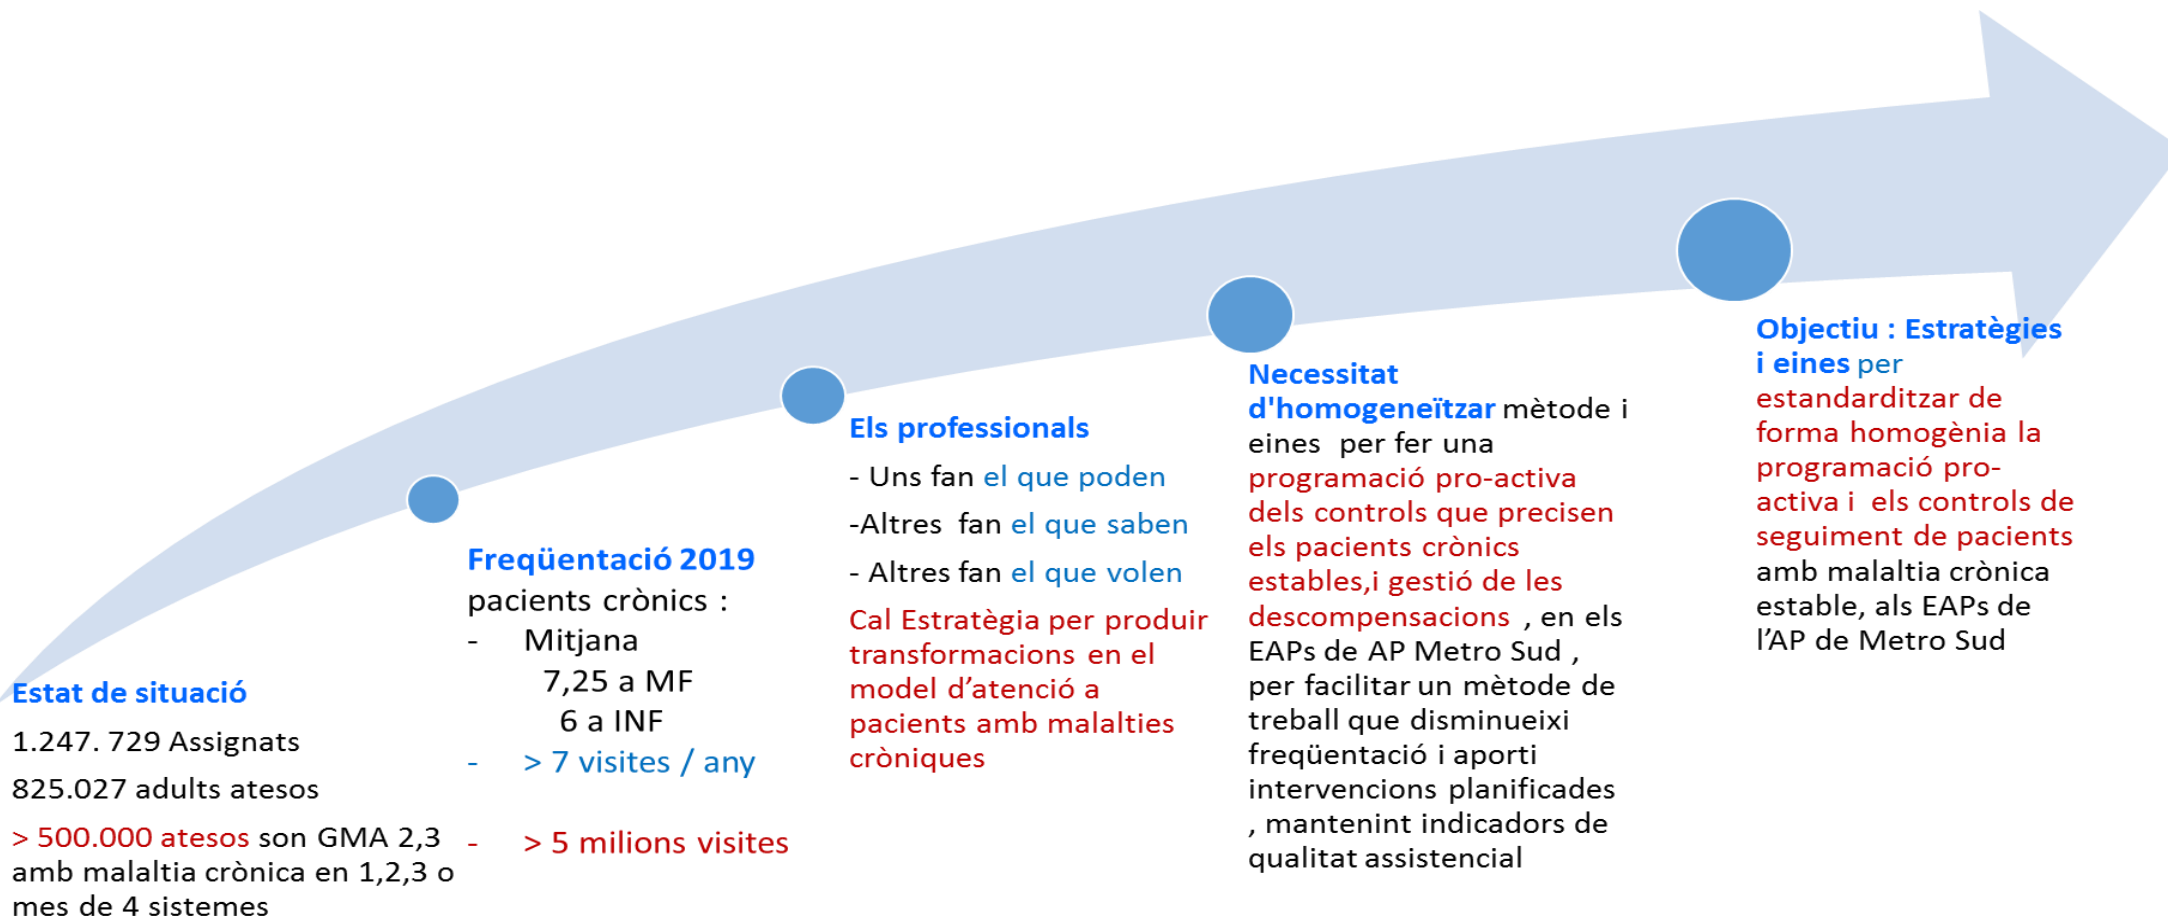 Estat de situació
1.247. 729 Assignats
825.027 adults atesos
> 500.000 atesos son GMA 2,3
amb malaltia crònica en 1,2,3 o
mes de 4 sistemes
Freqüentació 2019
pacients crònics :
- Mitjana
7,25 a MF
6 a INF
- > 7 visites / any
- > 5 milions visites
Els professionals
- Uns fan el que poden
-Altres fan el que saben
- Altres fan el que volen
Cal Estratègia per produir
transformacions en el
model d’atenció a
pacients amb malalties
cròniques
Necessitat
d'homogeneïtzar mètode i
eines per fer una
programació pro-activa
dels controls que precisen
els pacients crònics
estables,i gestió de les
descompensacions , en els
EAPs de AP Metro Sud ,
per facilitar un mètode de
treball que disminueixi
freqüentació i aporti
intervencions planificades
, mantenint indicadors de
qualitat assistencial
Objectiu : Estratègies
i eines per
estandarditzar de
forma homogènia la
programació pro-
activa i els controls de
seguiment de pacients
amb malaltia crònica
estable, als EAPs de
l’AP de Metro Sud